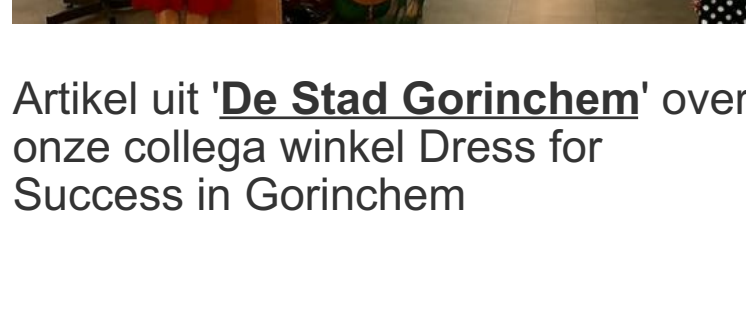 Artikel uit 'De Stad Gorinchem' over
onze collega winkel Dress for
Success in Gorinchem